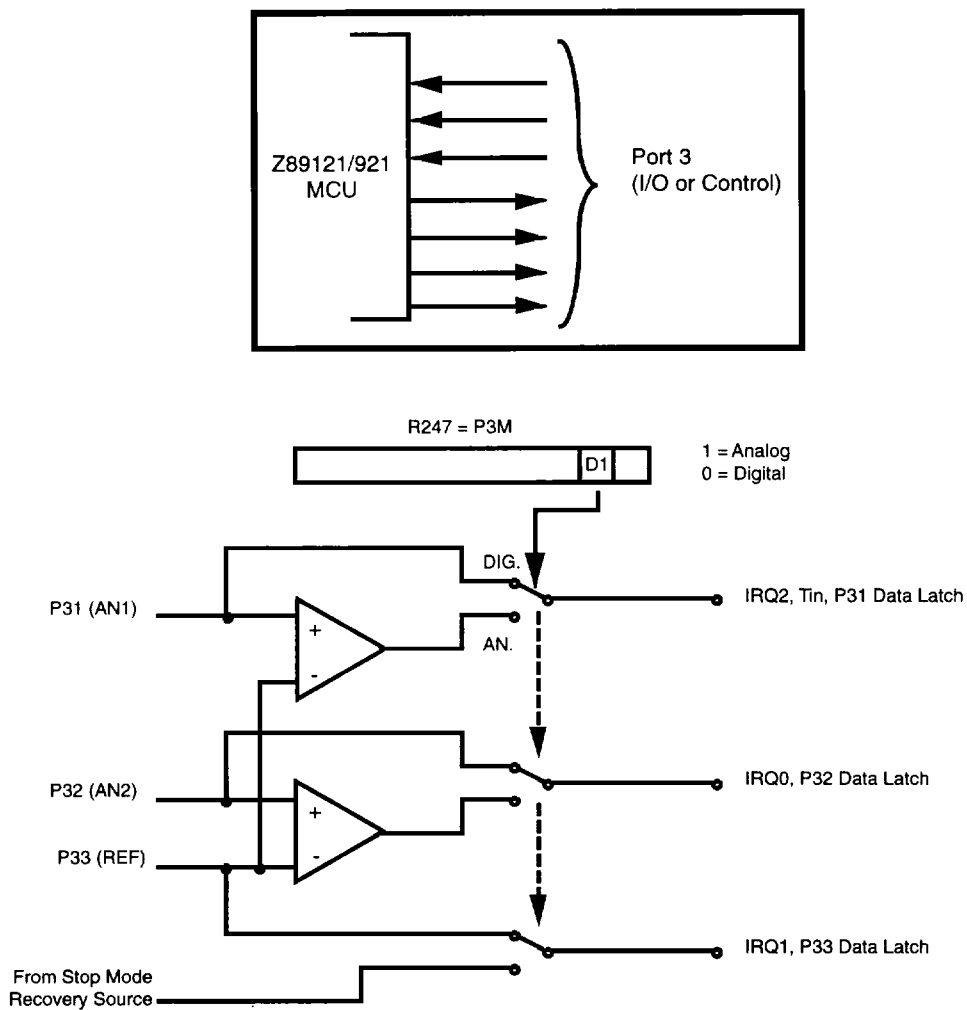 Z89121/921
MCU
Port 3
(I/O or Control)
R247 = P3M
D1
1 = Analog
0 = Digital
DIG.
P31 (AN1)
+
-
AN.
IRQ2, Tin, P31 Data Latch
P32 (AN2)
+
-
IRQ0, P32 Data Latch
P33 (REF)
IRQ1, P33 Data Latch
From Stop Mode
Recovery Source